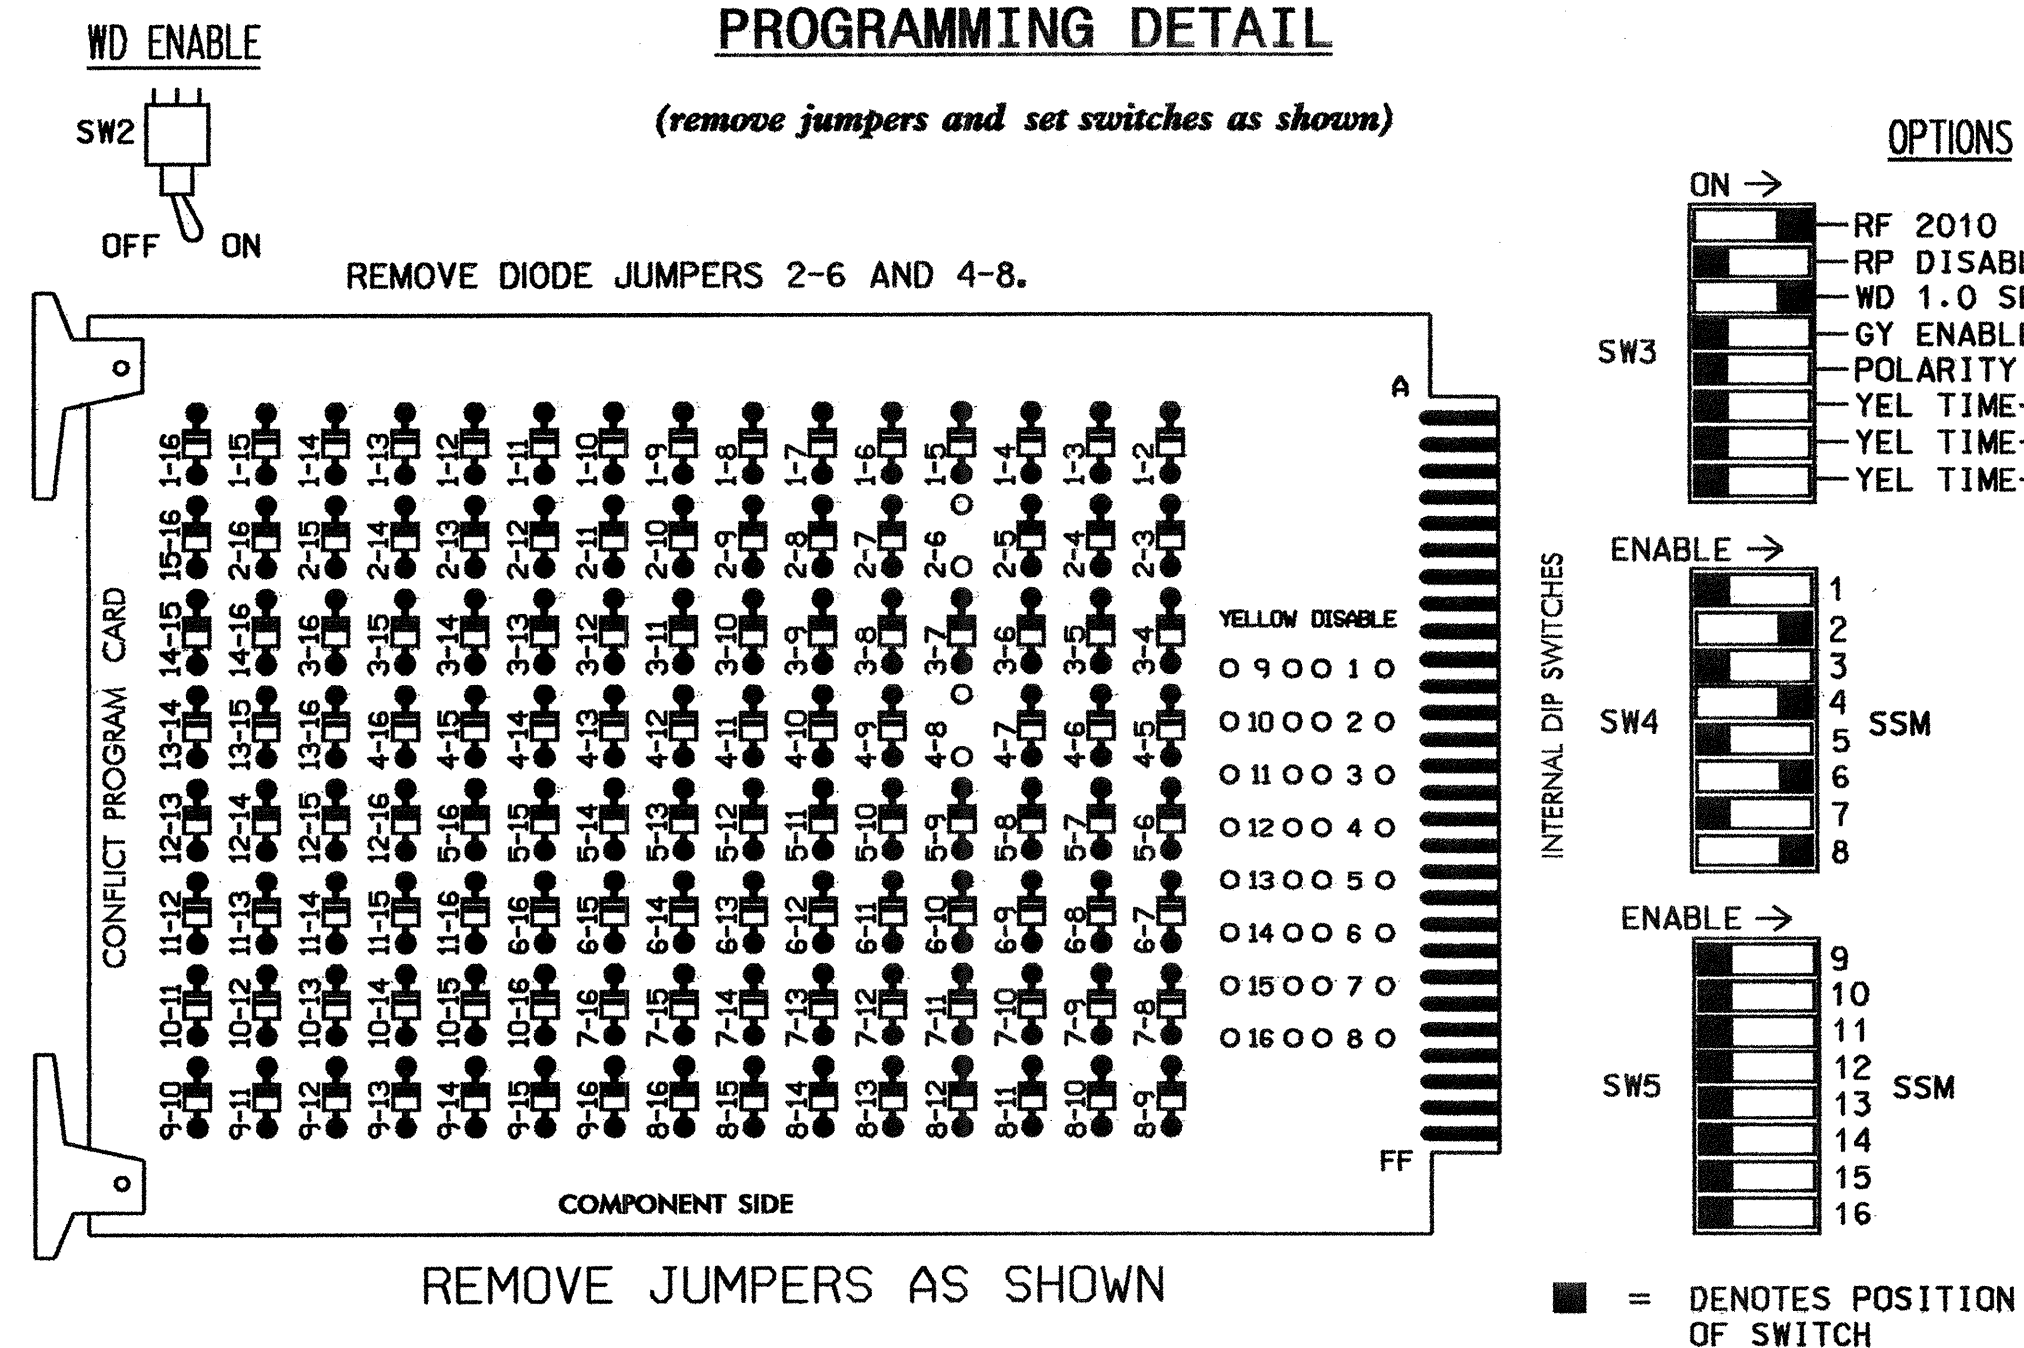 PROGRAMMING DETAIL
(remove jumpers and set switches as shown)
WD ENABLE
SW2
OFF ON
REMOVE DIODE JUMPERS 2-6 AND 4-8.
CONFLICT PROGRAM CARD
1-16 1-15 1-14 1-13 1-12 1-11 1-10 1-9 1-8 1-7 1-6 1-5 1-4 1-3 1-2
15-16 2-16 2-15 2-14 2-13 2-12 2-11 2-10 2-9 2-8 2-7 2-6 2-5 2-4 2-3
14-15 14-16 3-16 3-15 3-14 3-13 3-12 3-11 3-10 3-9 3-8 3-7 3-6 3-5 3-4
13-14 13-15 13-16 4-16 4-15 4-14 4-13 4-12 4-11 4-10 4-9 4-8 4-7 4-6 4-5
12-13 12-14 12-15 12-16 5-16 5-15 5-14 5-13 5-12 5-11 5-10 5-9 5-8 5-7 5-6
11-12 11-13 11-14 11-15 11-16 6-16 6-15 6-14 6-13 6-12 6-11 6-10 6-9 6-8 6-7
10-11 10-12 10-13 10-14 10-15 10-16 7-16 7-15 7-14 7-13 7-12 7-11 7-10 7-9 7-8
9-10 9-11 9-12 9-13 9-14 9-15 9-16 8-16 8-15 8-14 8-13 8-12 8-11 8-10 8-9
A
YELLOW DISABLE
9 1
10 2
11 3
12 4
13 5
14 6
15 7
16 8
FF
COMPONENT SIDE
REMOVE JUMPERS AS SHOWN
INTERNAL DIP SWITCHES
OPTIONS
ON →
SW3
RF 2010
RP DISABL
WD 1.0 S
GY ENABLE
POLARITY
YEL TIME-
YEL TIME-
YEL TIME-
ENABLE →
SW4
1
2
3
4
5
6
7
8
SSM
ENABLE →
SW5
9
10
11
12
13
14
15
16
SSM
= DENOTES POSITION
OF SWITCH